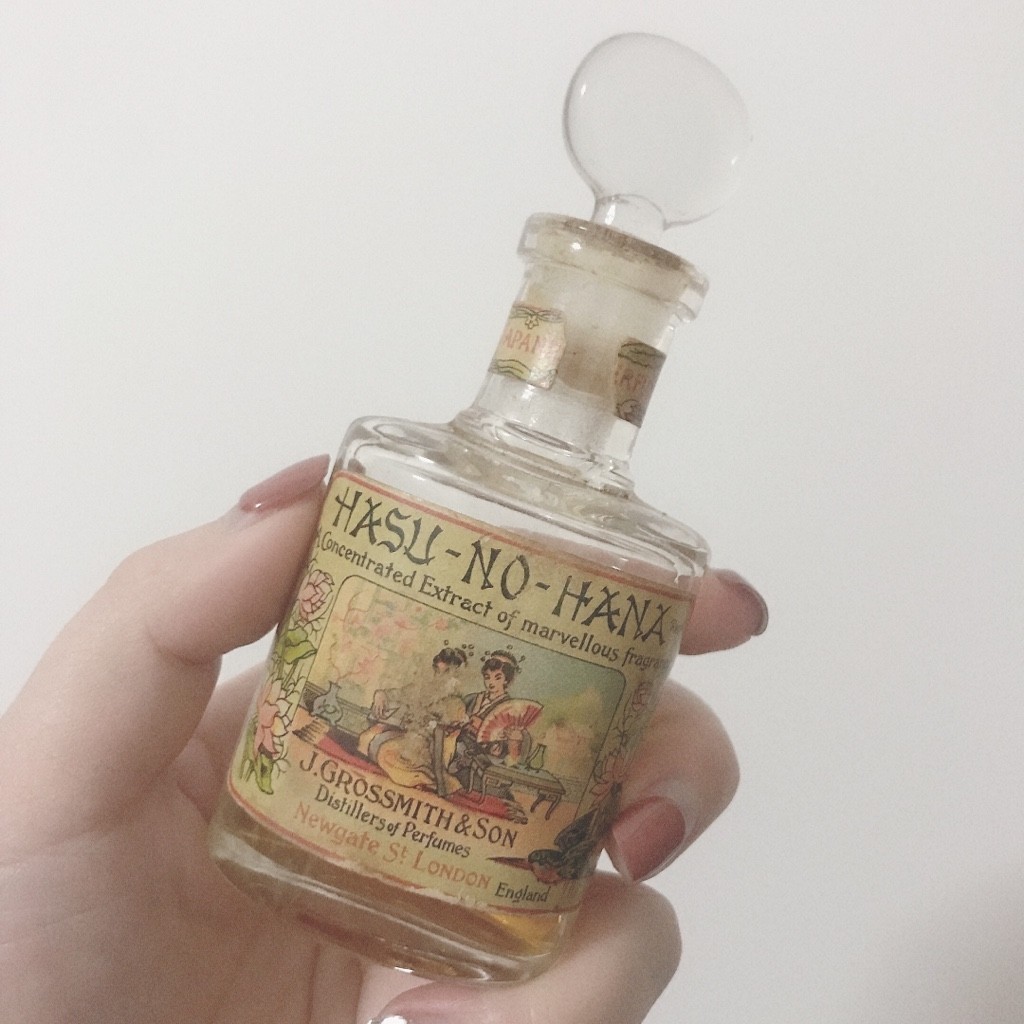 HASU-NO-HANA
Concentrated Extract of marvellous
J. GROSSMITH & SON
Distillers of Perfumes
Newgate St. LONDON
England